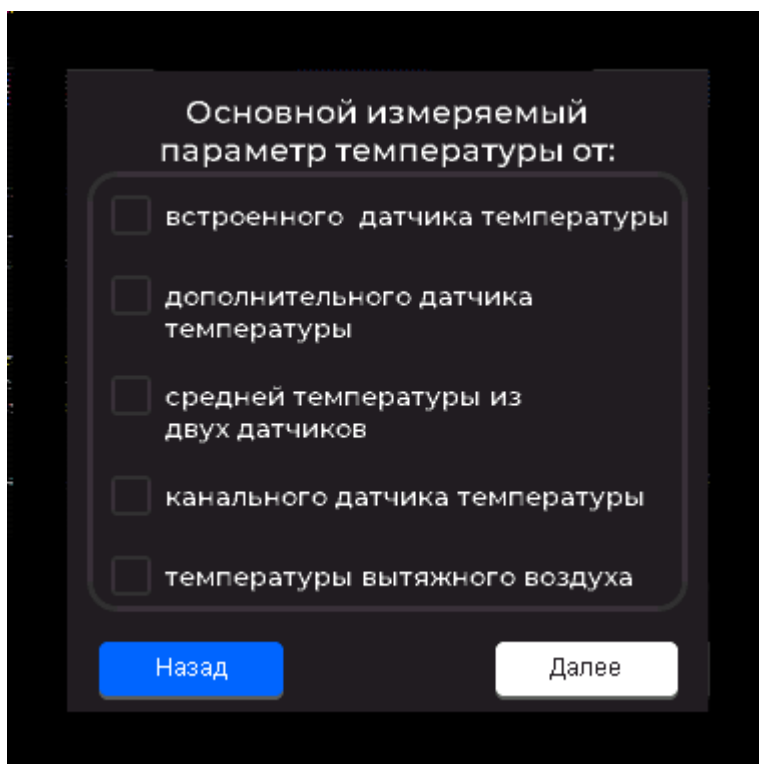 Основной измеряемый
параметр температуры от:
встроенного датчика температуры
дополнительного датчика
температуры
средней температуры из
двух датчиков
канального датчика температуры
температуры вытяжного воздуха
Назад
Далее